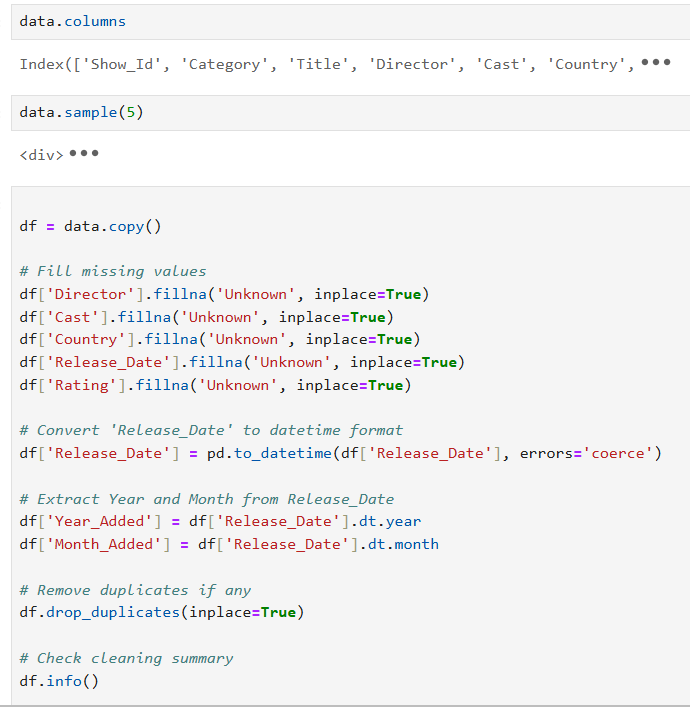 data.columns
Index(['Show_Id', 'Category', 'Title', 'Director', 'Cast', 'Country', •••
data.sample(5)
<div> •••
df = data.copy()
# Fill missing values
df['Director'].fillna('Unknown', inplace=True)
df['Cast'].fillna('Unknown', inplace=True)
df['Country'].fillna('Unknown', inplace=True)
df['Release_Date'].fillna('Unknown', inplace=True)
df['Rating'].fillna('Unknown', inplace=True)
# Convert 'Release_Date' to datetime format
df['Release_Date'] = pd.to_datetime(df['Release_Date'], errors='coerce')
# Extract Year and Month from Release_Date
df['Year_Added'] = df['Release_Date'].dt.year
df['Month_Added'] = df['Release_Date'].dt.month
# Remove duplicates if any
df.drop_duplicates(inplace=True)
# Check cleaning summary
df.info()